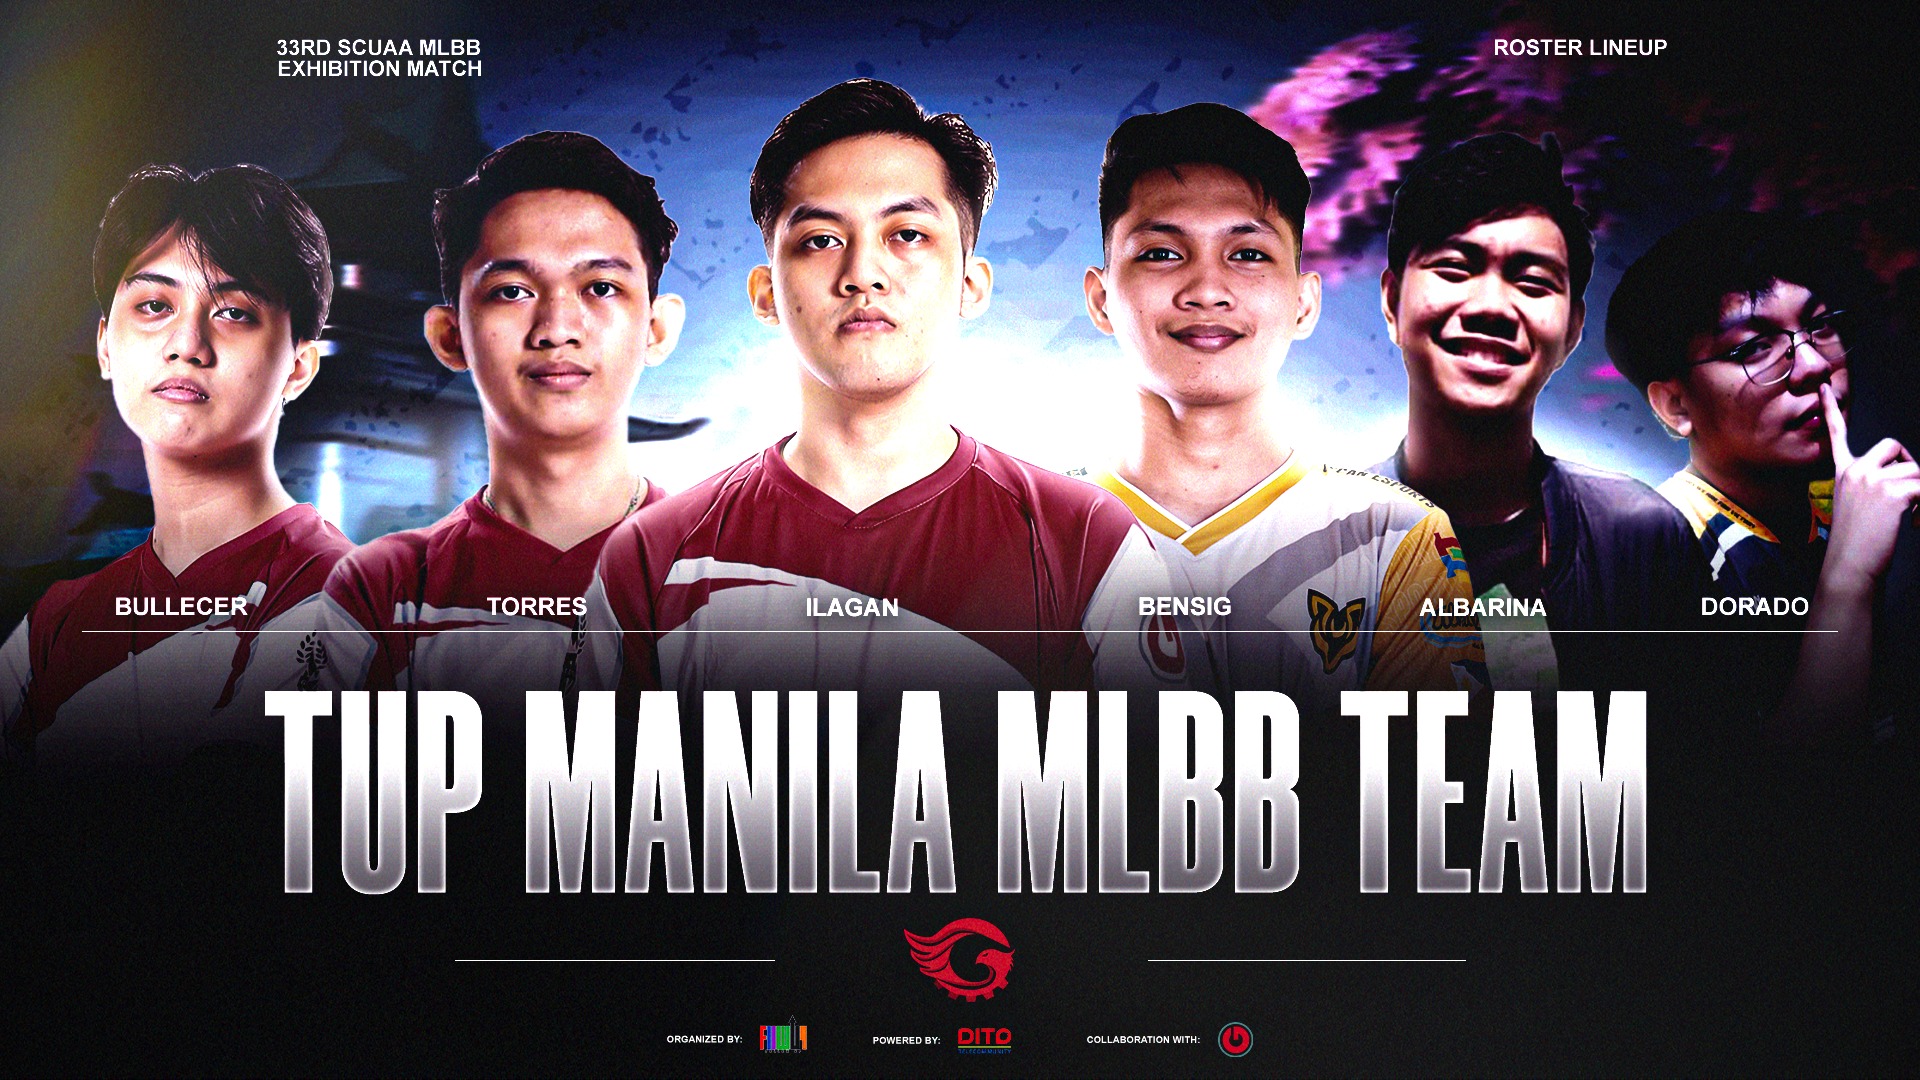 33RD SCUAA MLBB
EXHIBITION MATCH
ROSTER LINEUP
BULLECER
TORRES
ILAGAN
BENSIG
ALBARINA
DORADO
TUP MANILA MLBB TEAM
ORGANIZED BY:
POWERED BY:
DITO
TELECOMMUNITY
COLLABORATION WITH: